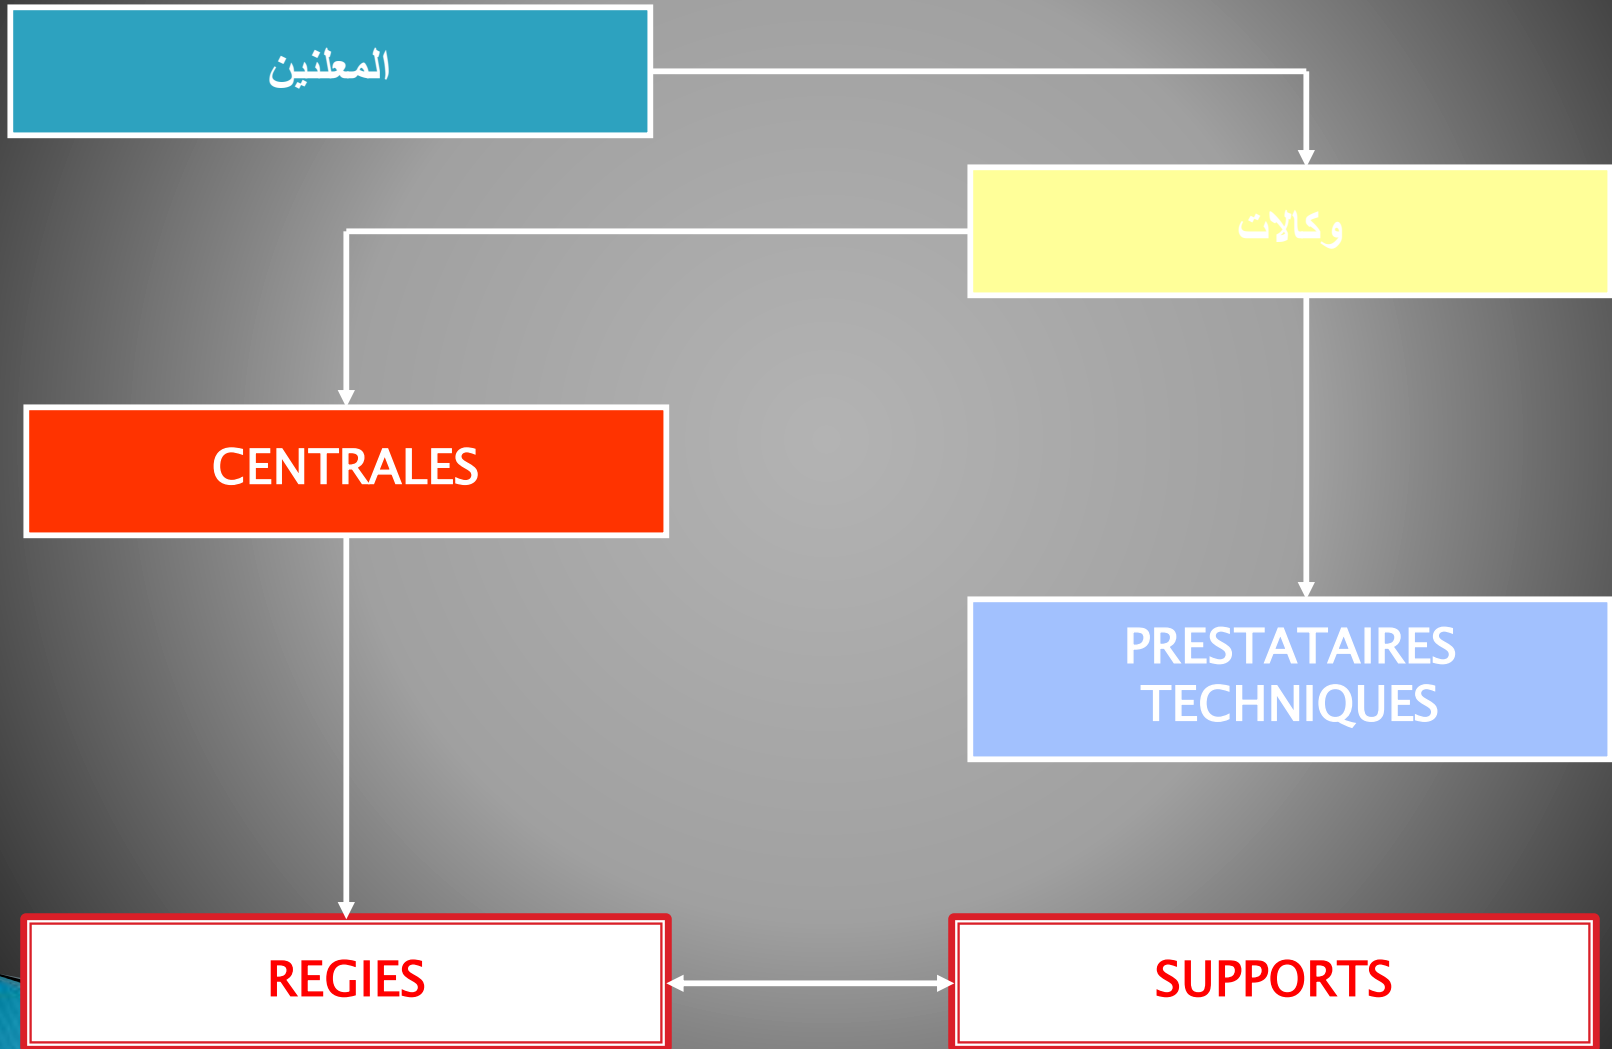 المعلنين
وكالات
CENTRALES
PRESTATAIRES
TECHNIQUES
REGIES
SUPPORTS